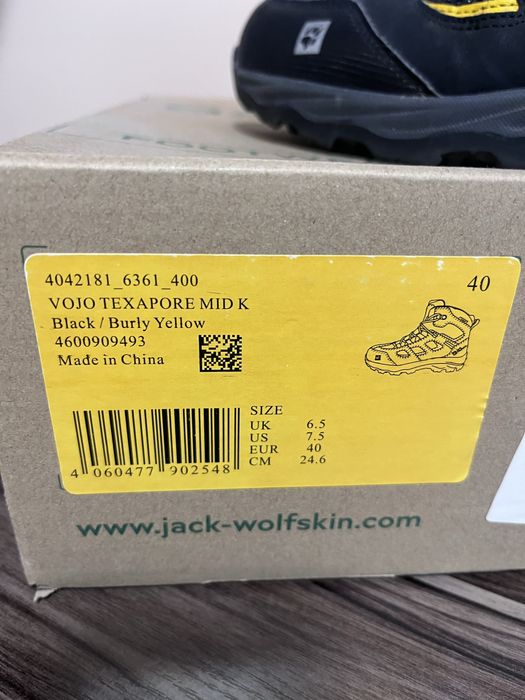 4042181_6361_400
40
VOJO TEXAPORE MID K
Black / Burly Yellow
4600909493
Made in China
SIZE
UK 6.5
US 7.5
EUR 40
CM 24.6
4 060477 902548
www.jack-wolfskin.com